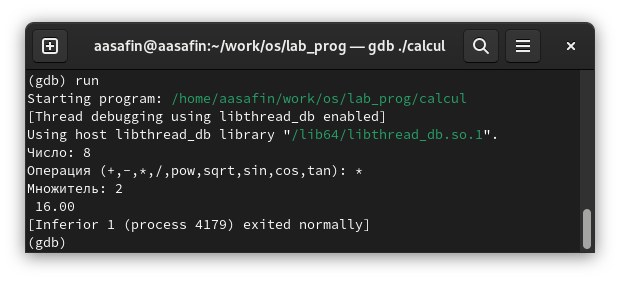 aasafin@aasafin:~/work/os/lab_prog — gdb ./calcul
(gdb) run
Starting program: /home/aasafin/work/os/lab_prog/calcul
[Thread debugging using libthread_db enabled]
Using host libthread_db library "/lib64/libthread_db.so.1".
Число: 8
Операция (+,-,*,/,pow,sqrt,sin,cos,tan): *
Множитель: 2
 16.00
[Inferior 1 (process 4179) exited normally]
(gdb)